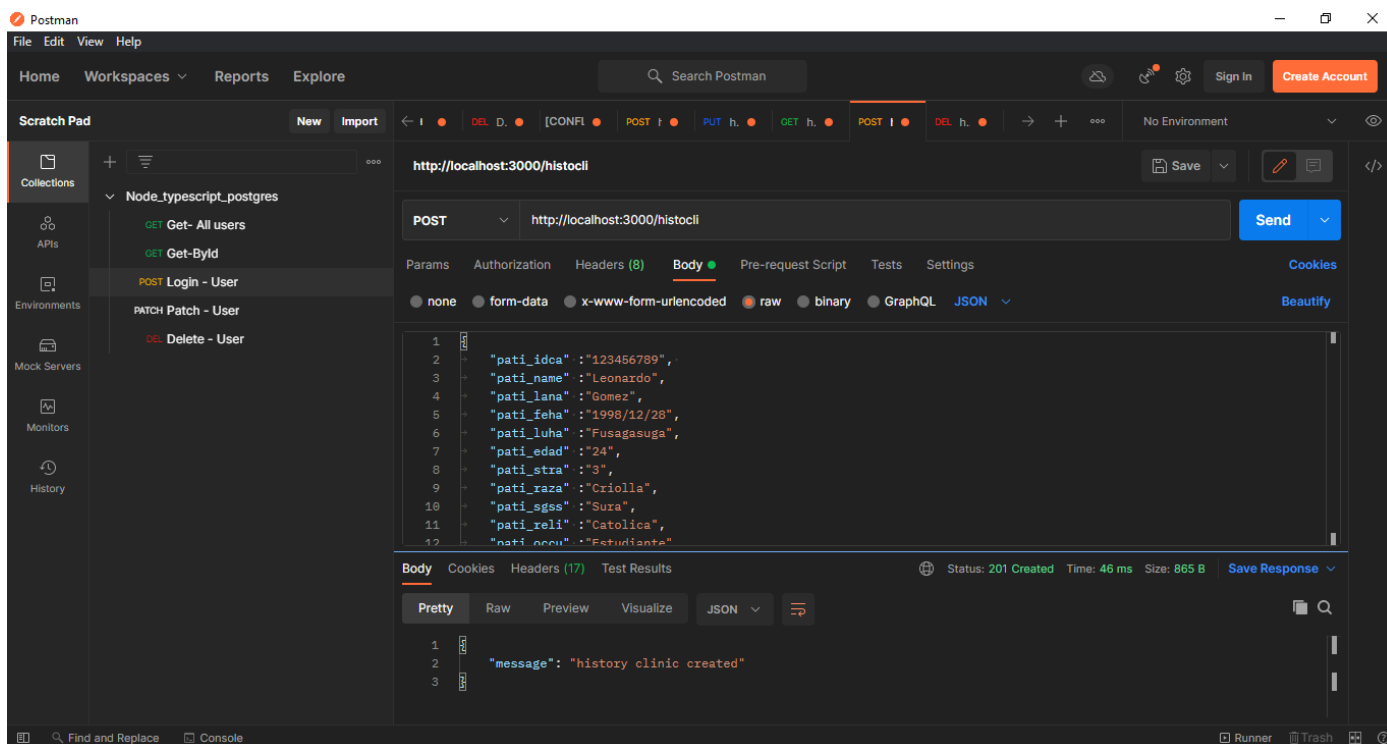 Postman
File Edit View Help
Home Workspaces Reports Explore Search Postman Sign In Create Account
Scratch Pad New Import DEL D. [CONFL POST PUT h. GET h. POST DEL h. No Environment
http://localhost:3000/histocli Save
Collections
Node_typescript_postgres
POST http://localhost:3000/histocli Send
GET Get- All users
APIs
GET Get-ById
Params Authorization Headers (8) Body Pre-request Script Tests Settings Cookies
POST Login - User
Environments
none form-data x-www-form-urlencoded raw binary GraphQL JSON Beautify
PATCH Patch - User
DEL Delete - User
Mock Servers
Monitors
History
1 {
2 "pati_idca" :"123456789",
3 "pati_name" :"Leonardo",
4 "pati_lana" :"Gomez",
5 "pati_feha" :"1998/12/28",
6 "pati_luha" :"Fusagasuga",
7 "pati_edad" :"24",
8 "pati_stra" :"3",
9 "pati_raza" :"Criolla",
10 "pati_sgss" :"Sura",
11 "pati_reli" :"Catolica",
12 "pati_occu" :"Estudiante"
Body Cookies Headers (17) Test Results Status: 201 Created Time: 46 ms Size: 865 B Save Response
Pretty Raw Preview Visualize JSON
1 {
2 "message": "history clinic created"
3 }
Find and Replace Console Runner Trash